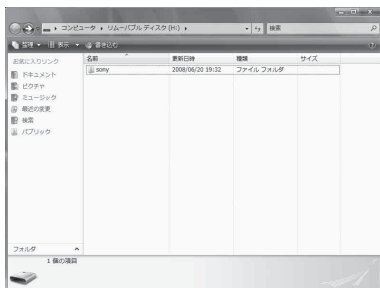 コンピュータ ▸ リムーバブル ディスク (H:) ▸
検索
整理 ▾ 表示 ▾ 書き込む
お気に入りリンク
ドキュメント
ピクチャ
ミュージック
最近の変更
検索
パブリック
フォルダ
名前 更新日時 種類 サイズ
sony 2008/06/20 19:32 ファイル フォルダ
1 個の項目